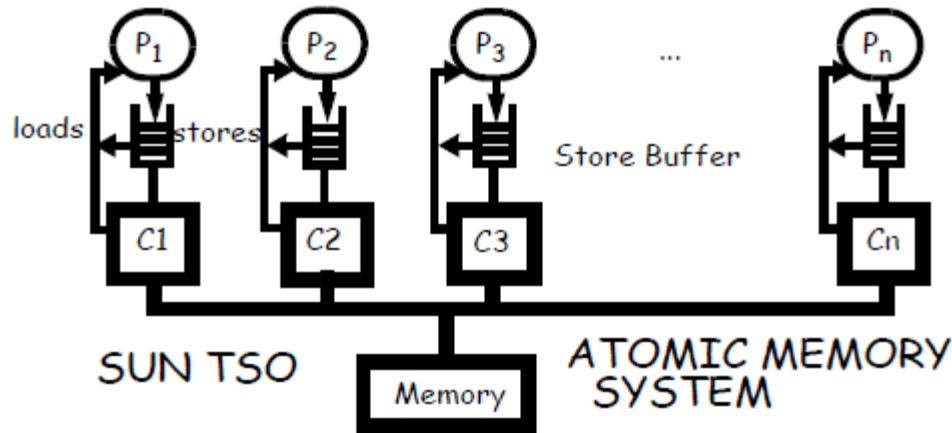 P1 P2 P3 ... Pn
loads stores
Store Buffer
C1 C2 C3 Cn
SUN TSO
ATOMIC MEMORY
SYSTEM
Memory